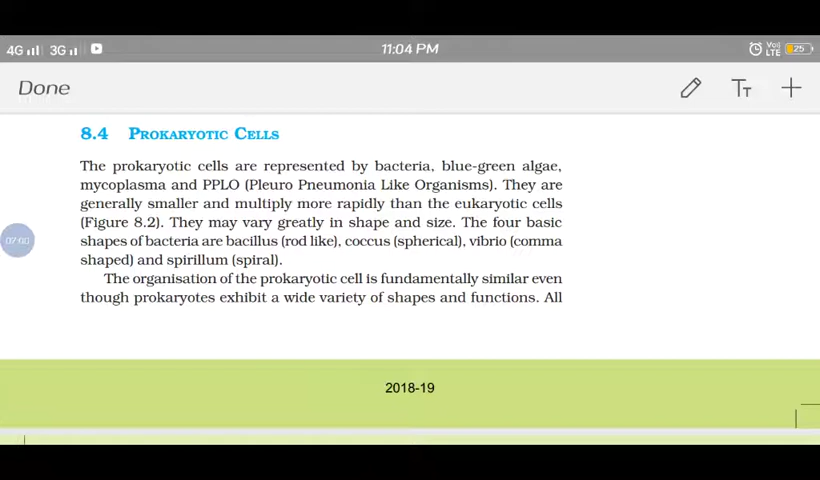 4G 3G 11:04 PM Vo) LTE 25
Done TT
8.4 PROKARYOTIC CELLS
The prokaryotic cells are represented by bacteria, blue-green algae,
mycoplasma and PPLO (Pleuro Pneumonia Like Organisms). They are
generally smaller and multiply more rapidly than the eukaryotic cells
(Figure 8.2). They may vary greatly in shape and size. The four basic
shapes of bacteria are bacillus (rod like), coccus (spherical), vibrio (comma
shaped) and spirillum (spiral).
The organisation of the prokaryotic cell is fundamentally similar even
though prokaryotes exhibit a wide variety of shapes and functions. All
2018-19